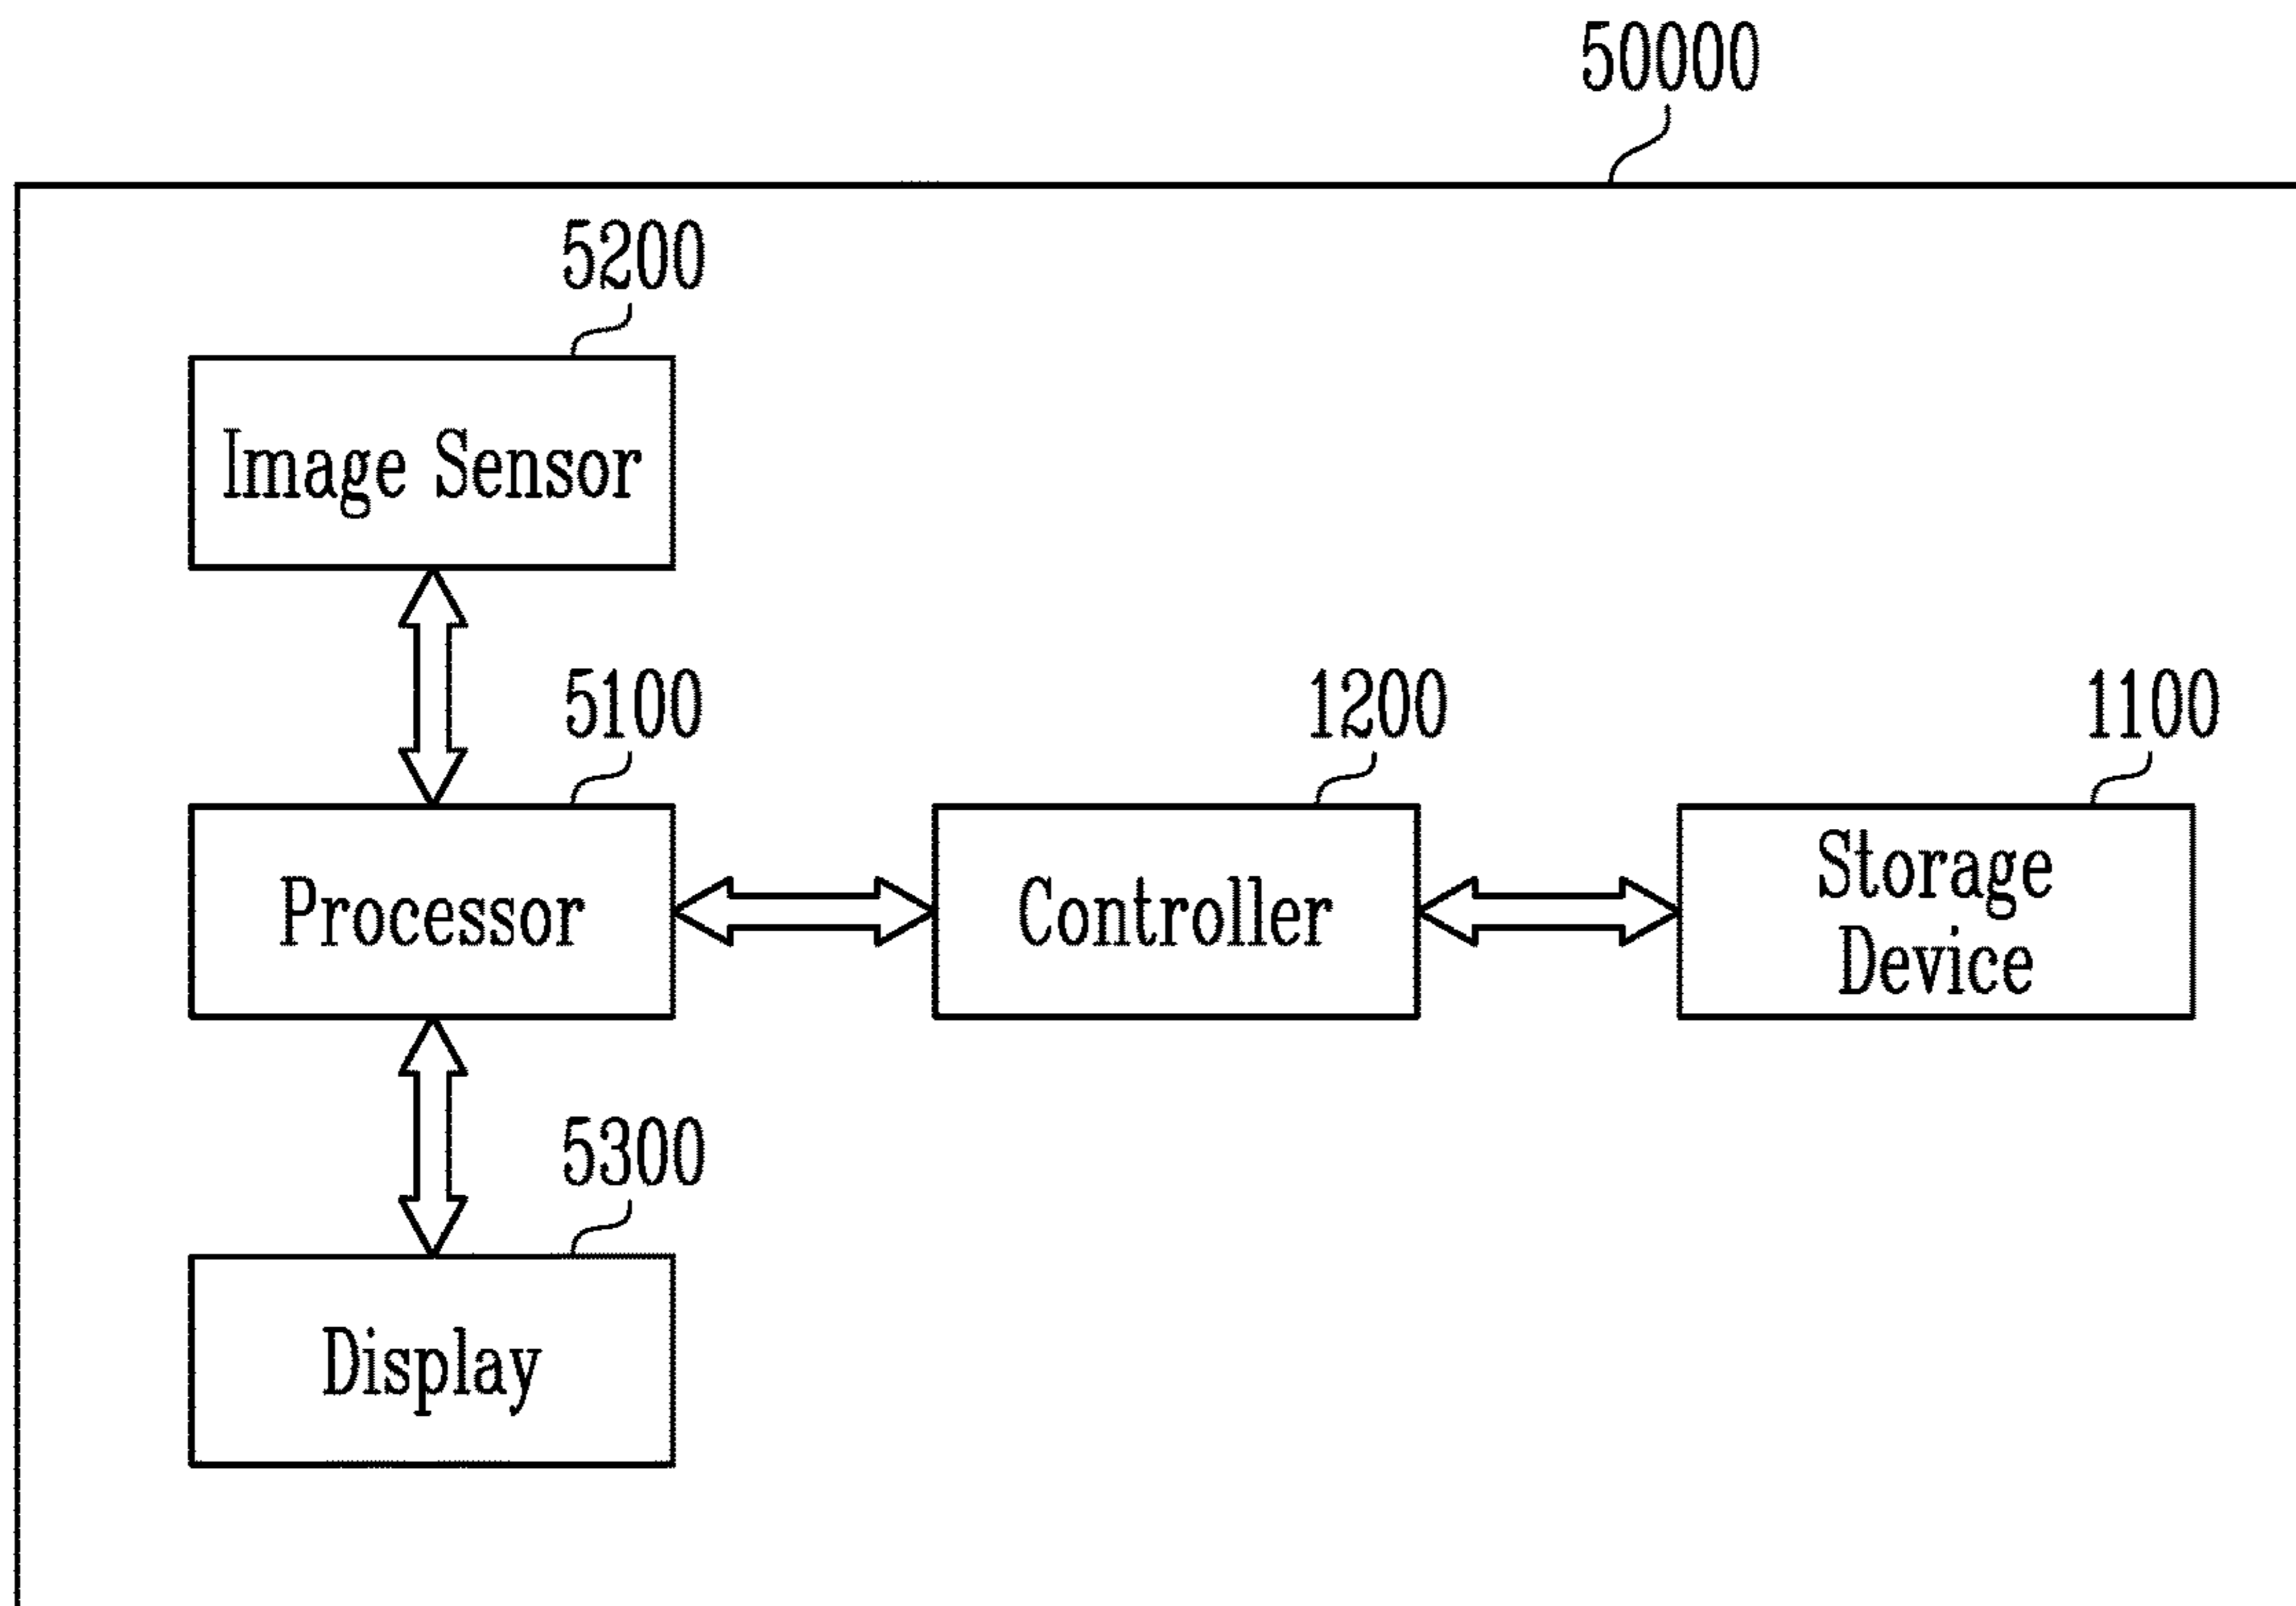 50000
5200
Image Sensor
5100
Processor
1200
Controller
1100
Storage
Device
5300
Display